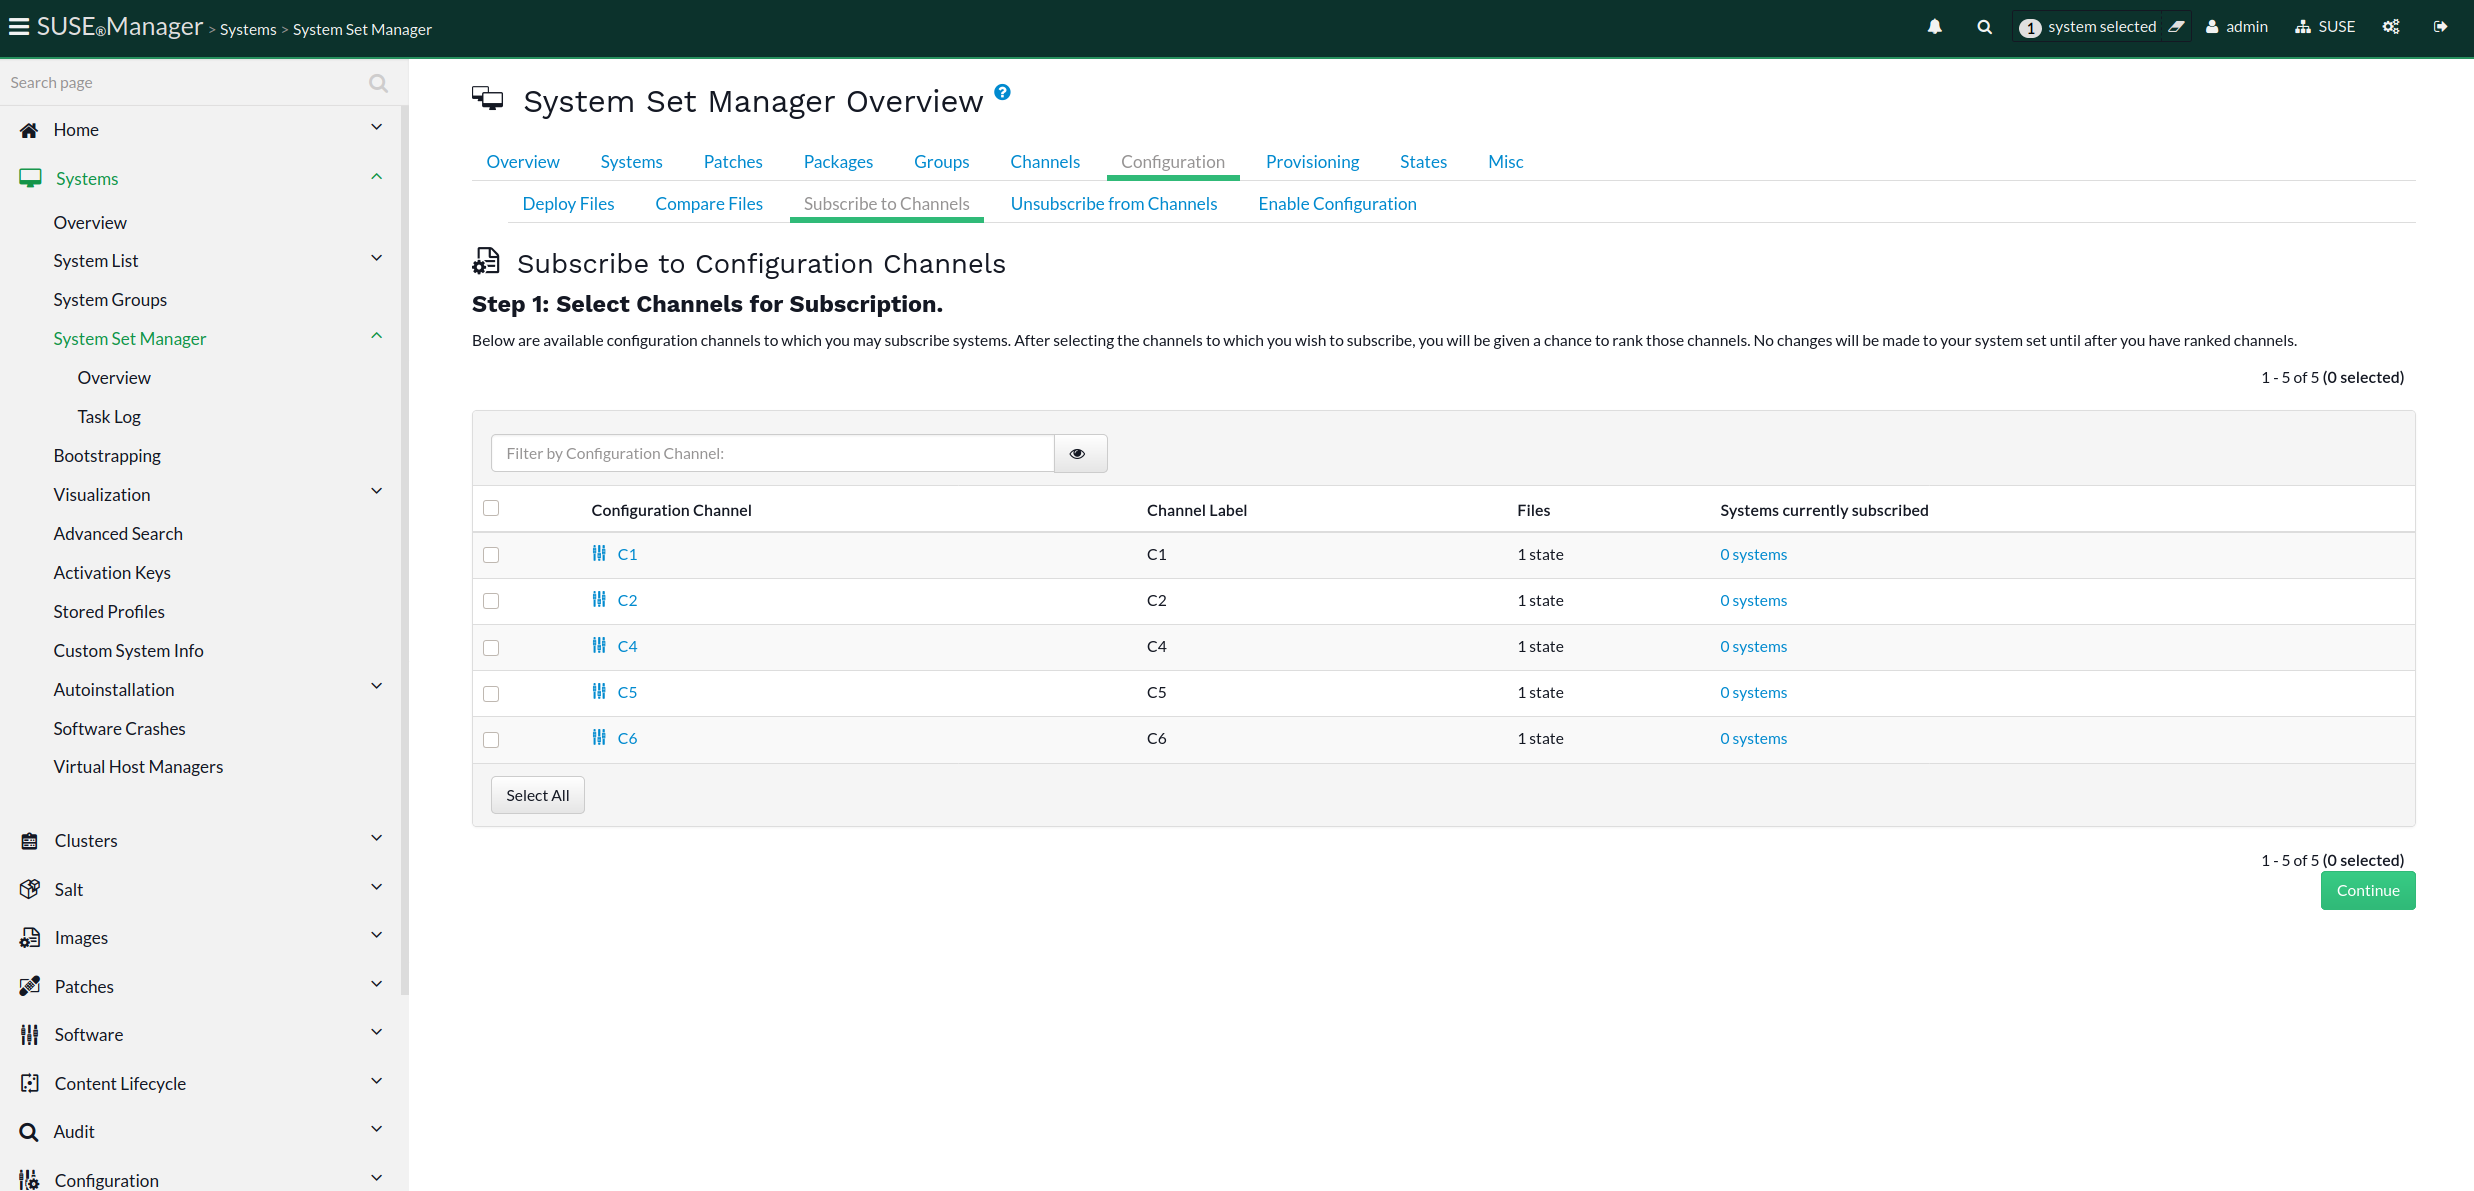 SUSE®Manager > Systems > System Set Manager
1 system selected admin SUSE
Search page
Home
Systems
Overview
System List
System Groups
System Set Manager
Overview
Task Log
Bootstrapping
Visualization
Advanced Search
Activation Keys
Stored Profiles
Custom System Info
Autoinstallation
Software Crashes
Virtual Host Managers
Clusters
Salt
Images
Patches
Software
Content Lifecycle
Audit
Configuration
System Set Manager Overview ?
Overview Systems Patches Packages Groups Channels Configuration Provisioning States Misc
Deploy Files Compare Files Subscribe to Channels Unsubscribe from Channels Enable Configuration
Subscribe to Configuration Channels
Step 1: Select Channels for Subscription.
Below are available configuration channels to which you may subscribe systems. After selecting the channels to which you wish to subscribe, you will be given a chance to rank those channels. No changes will be made to your system set until after you have ranked channels.
1 - 5 of 5 (0 selected)
Filter by Configuration Channel:
Configuration Channel Channel Label Files Systems currently subscribed
C1 C1 1 state 0 systems
C2 C2 1 state 0 systems
C4 C4 1 state 0 systems
C5 C5 1 state 0 systems
C6 C6 1 state 0 systems
Select All
1 - 5 of 5 (0 selected)
Continue